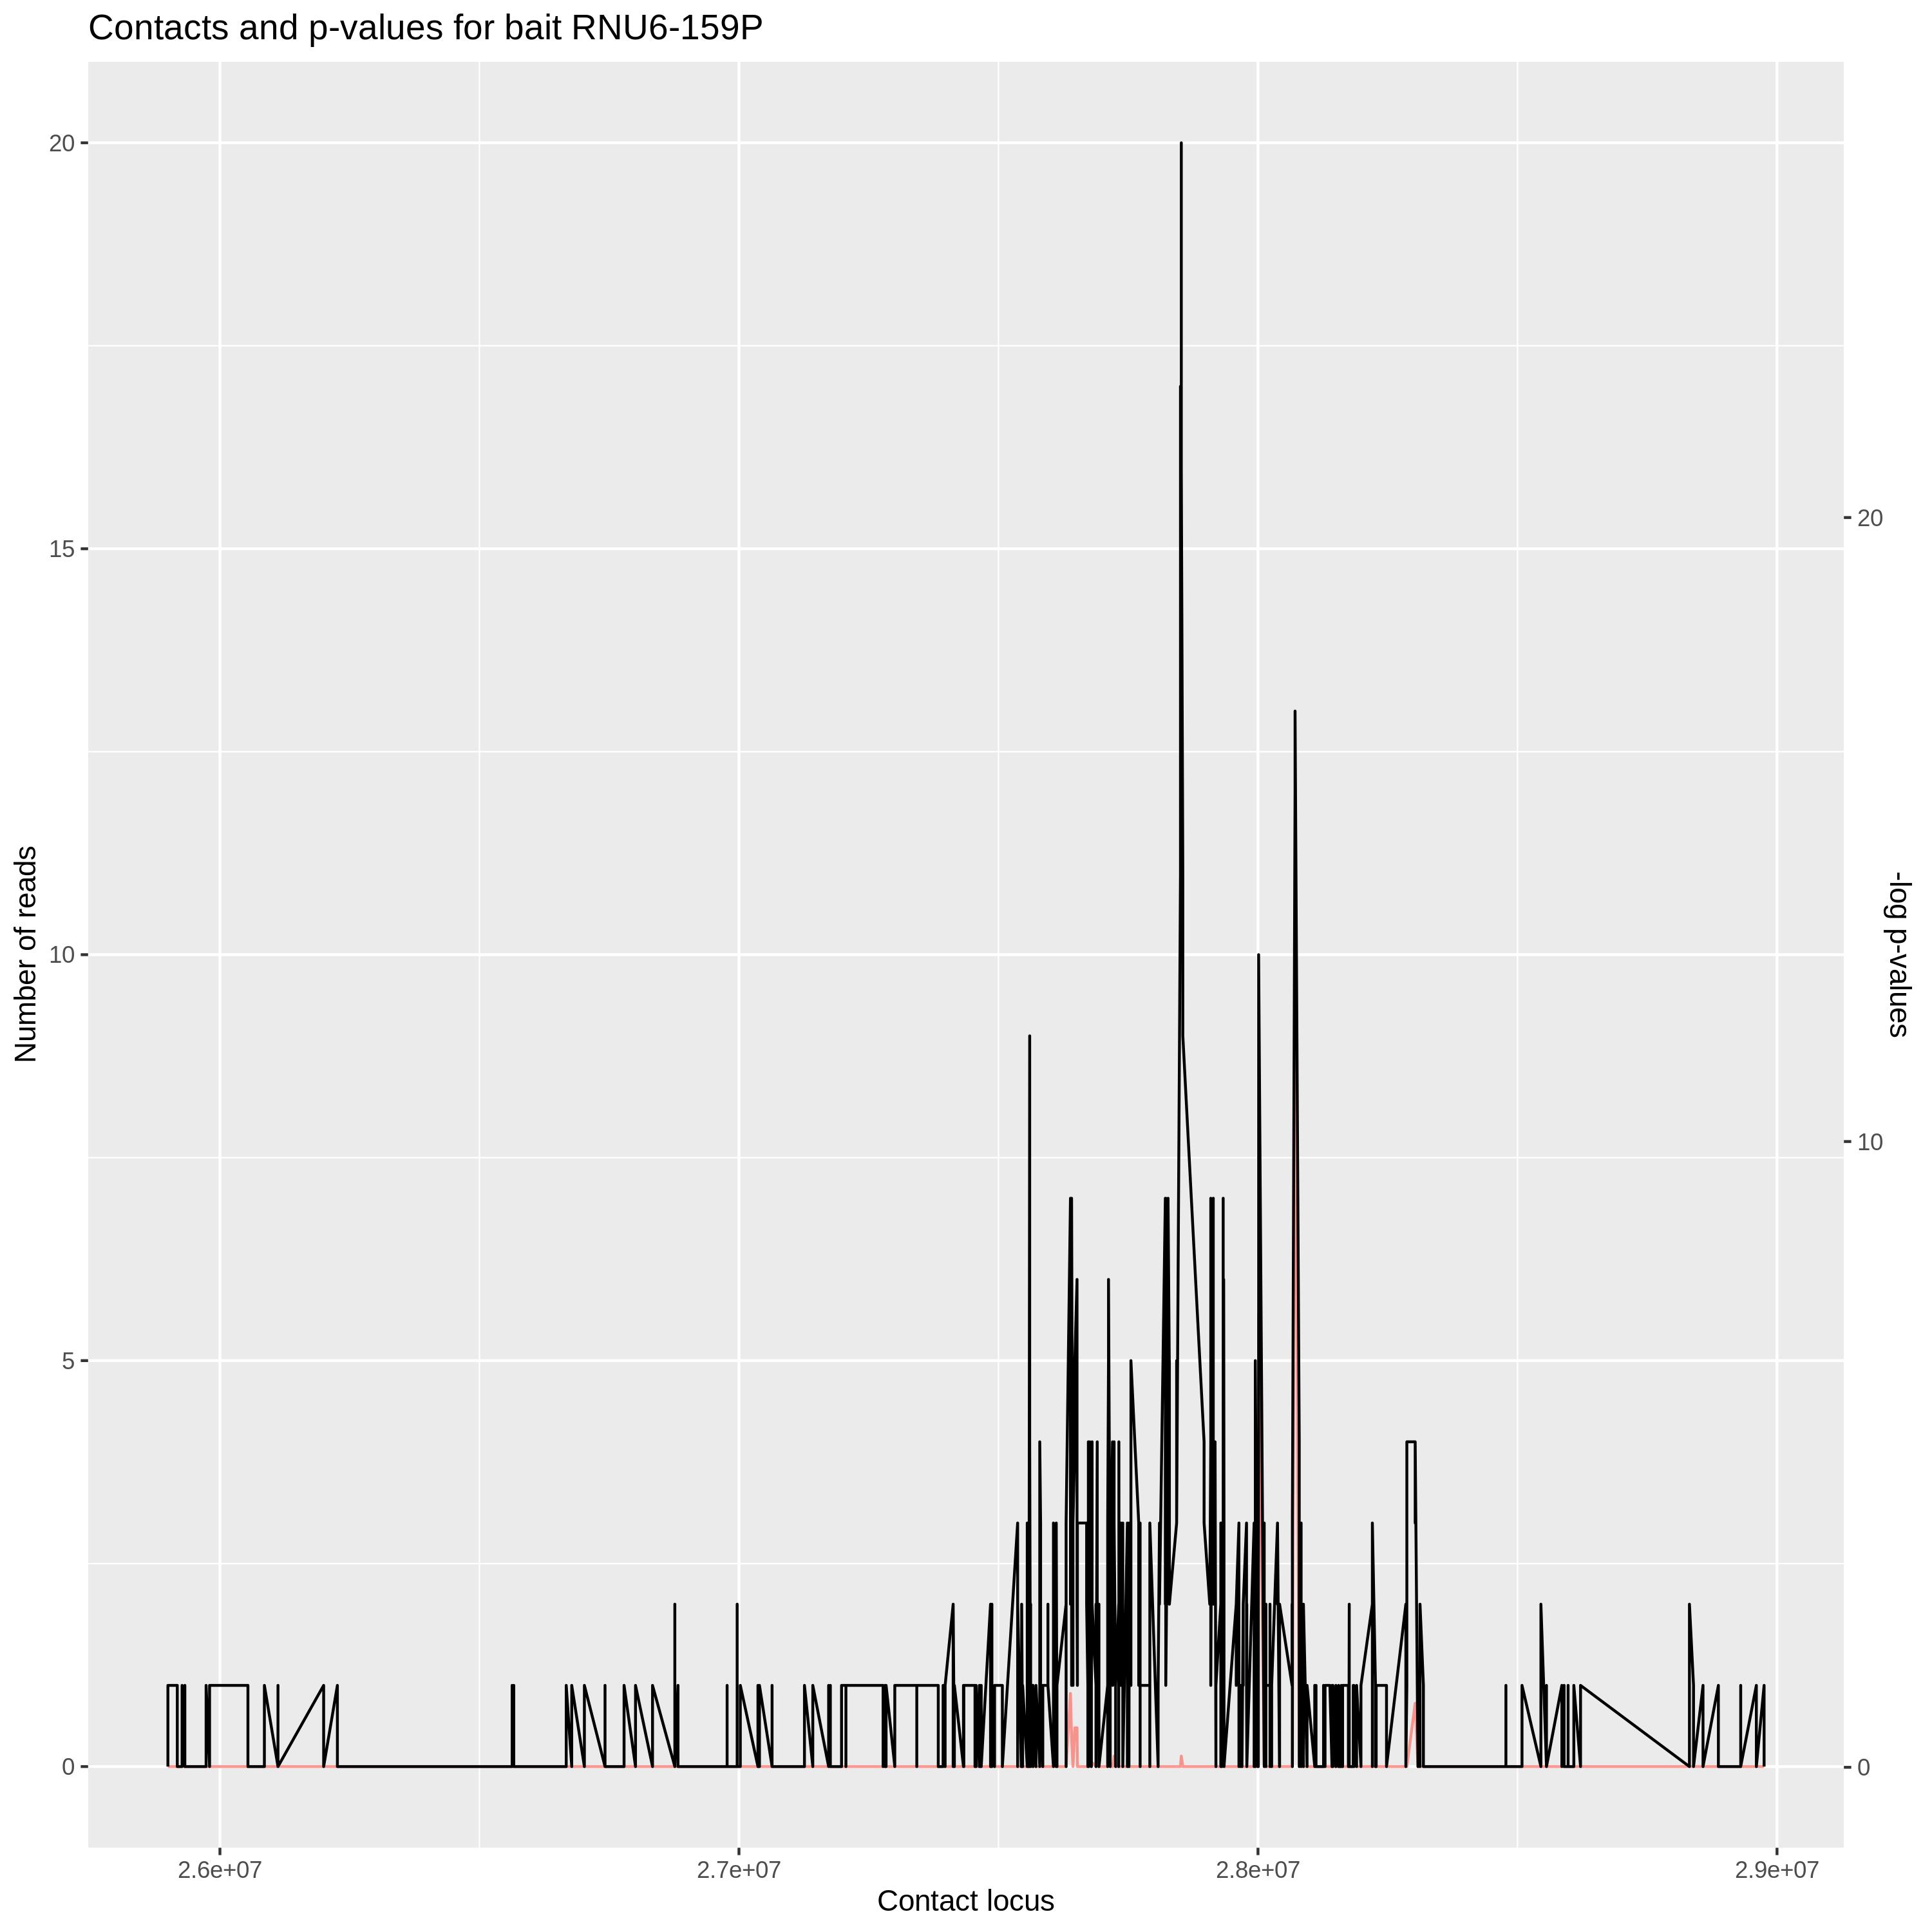 Contacts and p-values for bait RNU6-159P
20
15
10
5
0
Number of reads
20
10
0
-log p-values
2.6e+07
2.7e+07
2.8e+07
2.9e+07
Contact locus